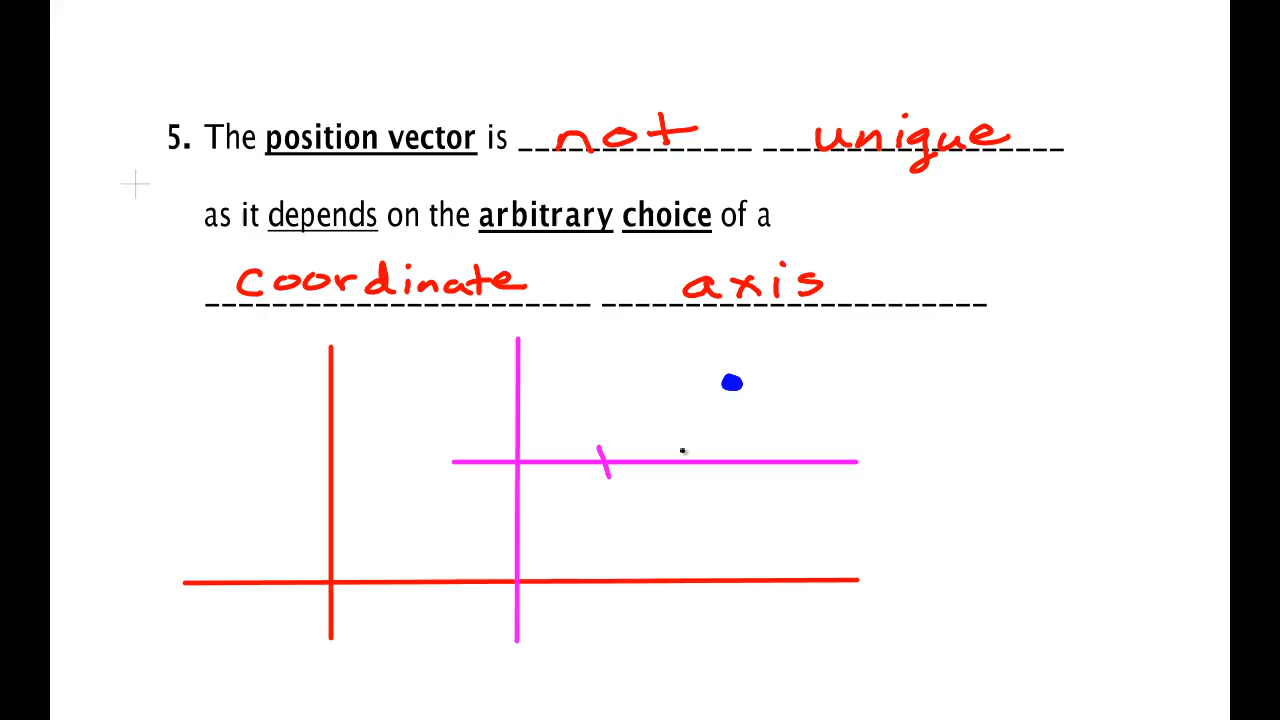 5. The position vector is not unique
as it depends on the arbitrary choice of a
coordinate axis